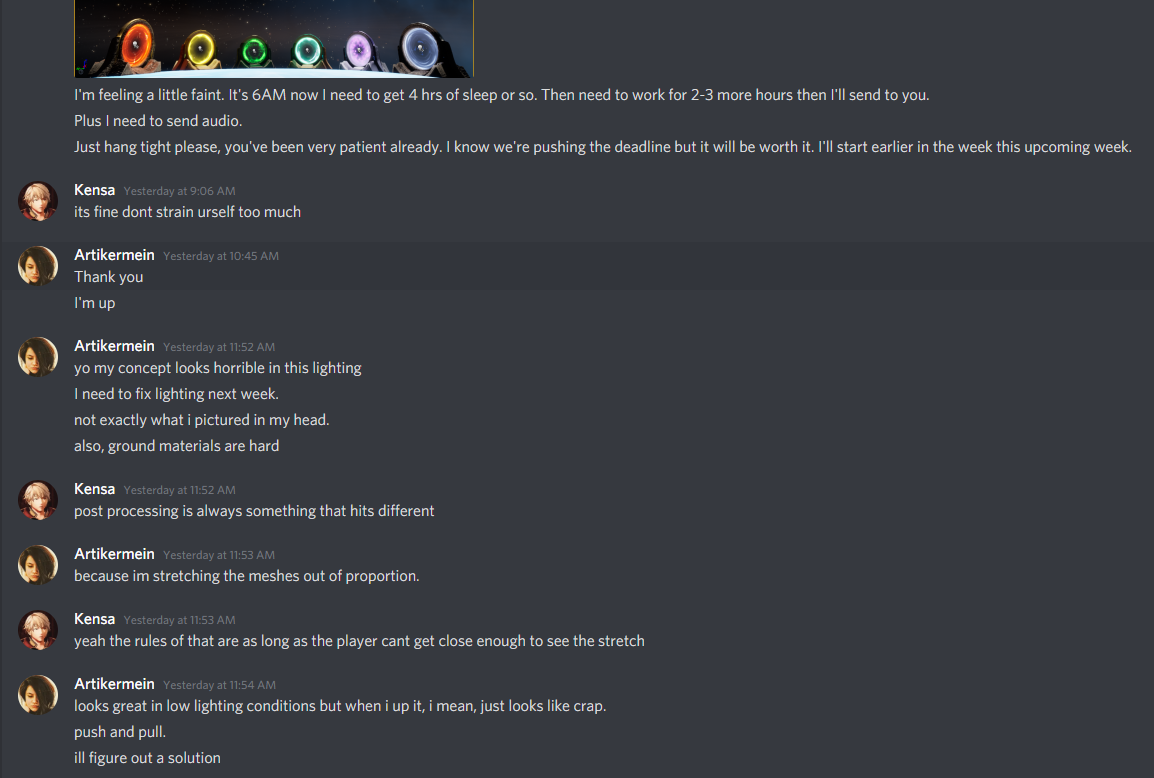 I'm feeling a little faint. It's 6AM now I need to get 4 hrs of sleep or so. Then need to work for 2-3 more hours then I'll send to you.
Plus I need to send audio.
Just hang tight please, you've been very patient already. I know we're pushing the deadline but it will be worth it. I'll start earlier in the week this upcoming week.
Kensa Yesterday at 9:06 AM
its fine dont strain urself too much
Artikermein Yesterday at 10:45 AM
Thank you
I'm up
Artikermein Yesterday at 11:52 AM
yo my concept looks horrible in this lighting
I need to fix lighting next week.
not exactly what i pictured in my head.
also, ground materials are hard
Kensa Yesterday at 11:52 AM
post processing is always something that hits different
Artikermein Yesterday at 11:53 AM
because im stretching the meshes out of proportion.
Kensa Yesterday at 11:53 AM
yeah the rules of that are as long as the player cant get close enough to see the stretch
Artikermein Yesterday at 11:54 AM
looks great in low lighting conditions but when i up it, i mean, just looks like crap.
push and pull.
ill figure out a solution